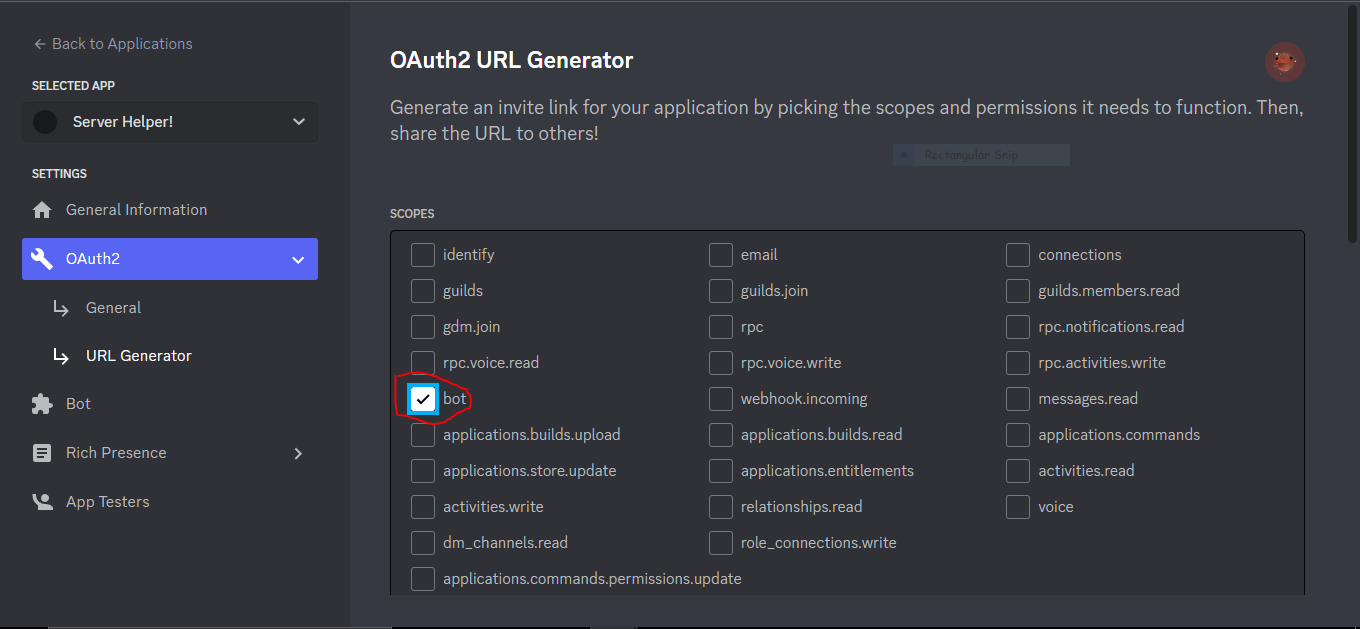 Back to Applications
SELECTED APP
Server Helper!
SETTINGS
General Information
OAuth2
General
URL Generator
Bot
Rich Presence
App Testers
OAuth2 URL Generator
Generate an invite link for your application by picking the scopes and permissions it needs to function. Then,
share the URL to others!
Rectangular Snip
SCOPES
identify email connections
guilds guilds.join guilds.members.read
gdm.join rpc rpc.notifications.read
rpc.voice.read rpc.voice.write rpc.activities.write
bot webhook.incoming messages.read
applications.builds.upload applications.builds.read applications.commands
applications.store.update applications.entitlements activities.read
activities.write relationships.read voice
dm_channels.read role_connections.write
applications.commands.permissions.update